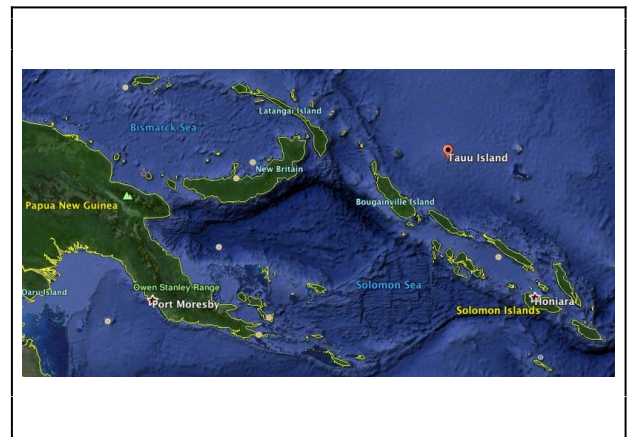 Latangai Island
Bismarck Sea
Tauu Island
New Britain
Bougainville Island
Papua New Guinea
Owen Stanley Range
Solomon Sea
Daru Island
Port Moresby
Honiara
Solomon Islands